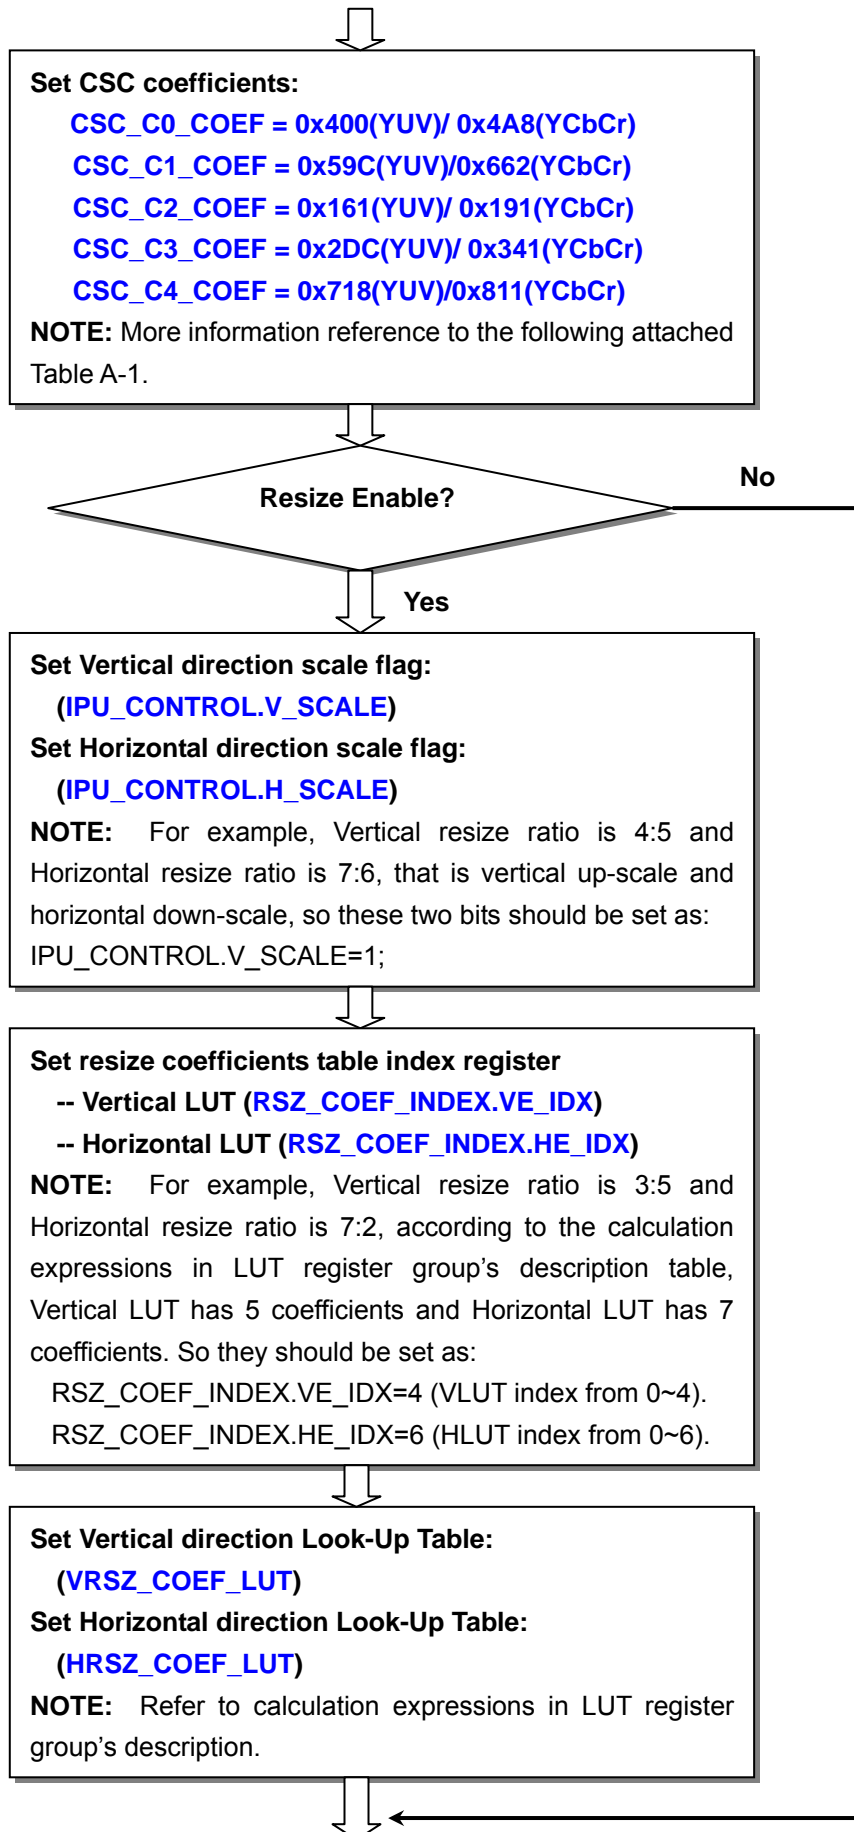 Set CSC coefficients:
CSC_C0_COEF = 0x400(YUV)/ 0x4A8(YCbCr)
CSC_C1_COEF = 0x59C(YUV)/0x662(YCbCr)
CSC_C2_COEF = 0x161(YUV)/ 0x191(YCbCr)
CSC_C3_COEF = 0x2DC(YUV)/ 0x341(YCbCr)
CSC_C4_COEF = 0x718(YUV)/0x811(YCbCr)
NOTE: More information reference to the following attached
Table A-1.
Resize Enable?
No
Yes
Set Vertical direction scale flag:
(IPU_CONTROL.V_SCALE)
Set Horizontal direction scale flag:
(IPU_CONTROL.H_SCALE)
NOTE: For example, Vertical resize ratio is 4:5 and
Horizontal resize ratio is 7:6, that is vertical up-scale and
horizontal down-scale, so these two bits should be set as:
IPU_CONTROL.V_SCALE=1;
Set resize coefficients table index register
-- Vertical LUT (RSZ_COEF_INDEX.VE_IDX)
-- Horizontal LUT (RSZ_COEF_INDEX.HE_IDX)
NOTE: For example, Vertical resize ratio is 3:5 and
Horizontal resize ratio is 7:2, according to the calculation
expressions in LUT register group's description table,
Vertical LUT has 5 coefficients and Horizontal LUT has 7
coefficients. So they should be set as:
RSZ_COEF_INDEX.VE_IDX=4 (VLUT index from 0~4).
RSZ_COEF_INDEX.HE_IDX=6 (HLUT index from 0~6).
Set Vertical direction Look-Up Table:
(VRSZ_COEF_LUT)
Set Horizontal direction Look-Up Table:
(HRSZ_COEF_LUT)
NOTE: Refer to calculation expressions in LUT register
group's description.